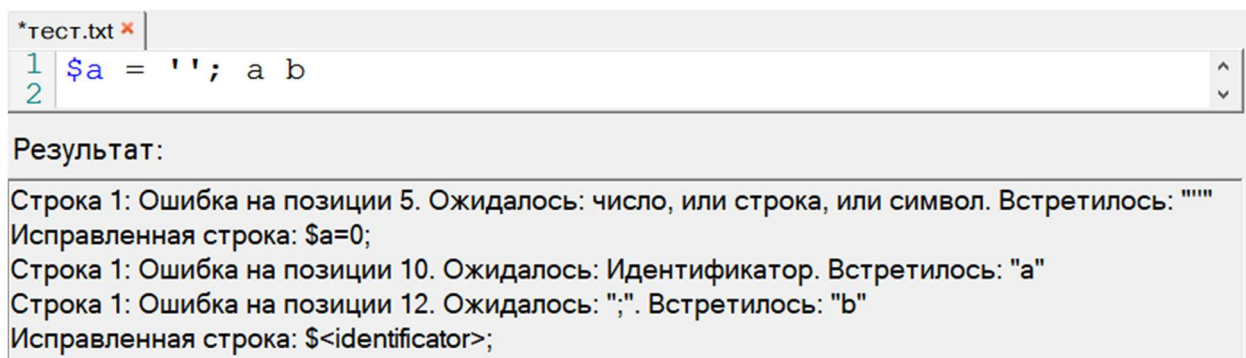 *тест.txt ×
1 $a = ''; a b
2
Результат:
Строка 1: Ошибка на позиции 5. Ожидалось: число, или строка, или символ. Встретилось: "''"
Исправленная строка: $a=0;
Строка 1: Ошибка на позиции 10. Ожидалось: Идентификатор. Встретилось: "a"
Строка 1: Ошибка на позиции 12. Ожидалось: ";". Встретилось: "b"
Исправленная строка: $<identificator>;